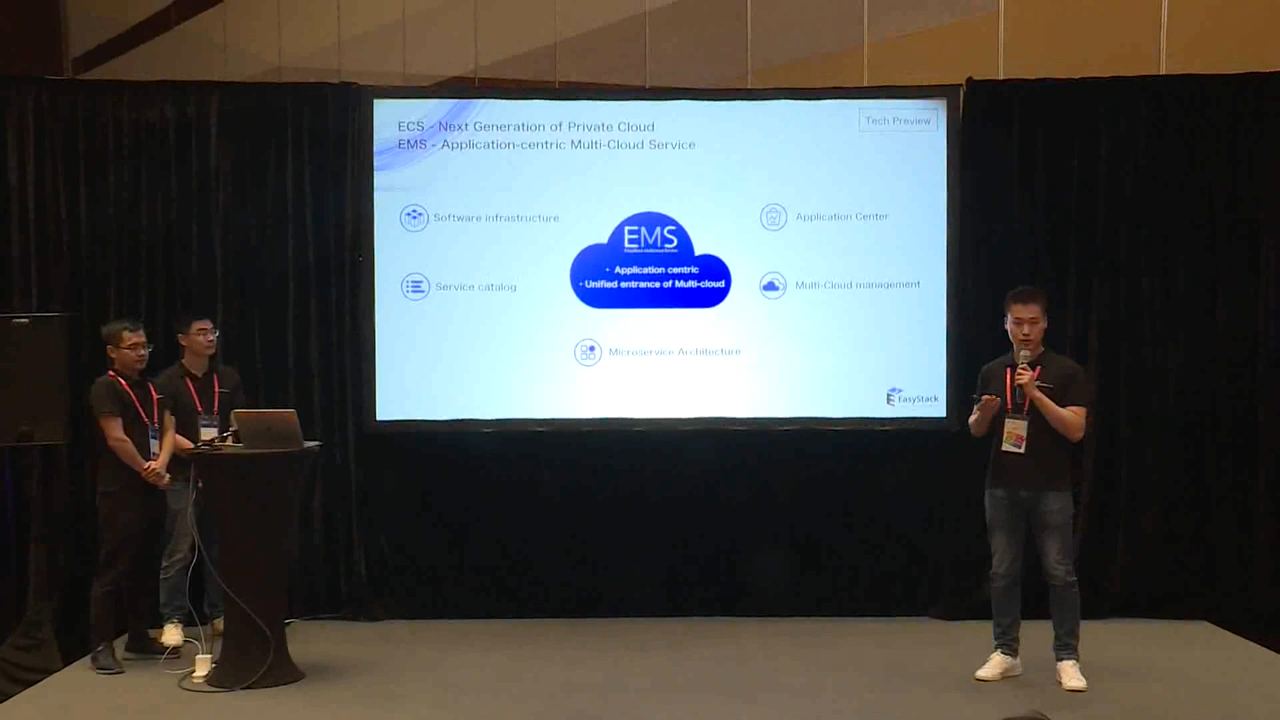 ECS - Next Generation of Private Cloud
EMS - Application-centric Multi-Cloud Service
Tech Preview
Software infrastructure
Application Center
EMS
· Application centric
· Unified entrance of Multi-cloud
Service catalog
Multi-Cloud management
Microservice Architecture
EasyStack